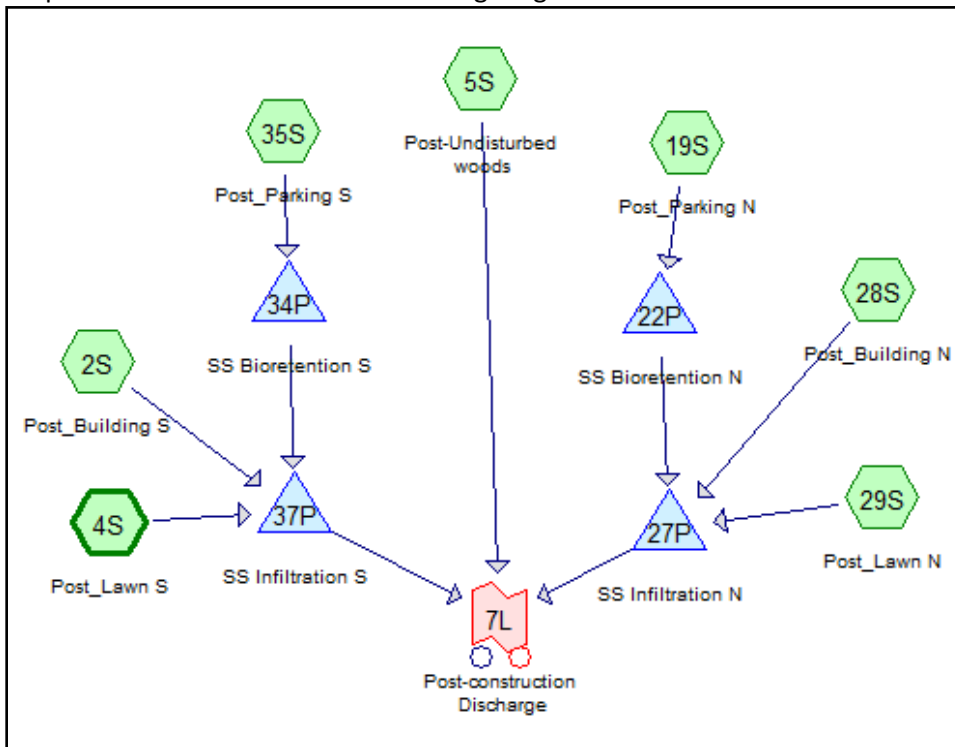 5S
Post-Undisturbed
woods
35S
Post_Parking S
19S
Post_Parking N
34P
SS Bioretention S
22P
SS Bioretention N
28S
Post_Building N
2S
Post_Building S
4S
Post_Lawn S
37P
SS Infiltration S
27P
SS Infiltration N
29S
Post_Lawn N
7L
Post-construction
Discharge